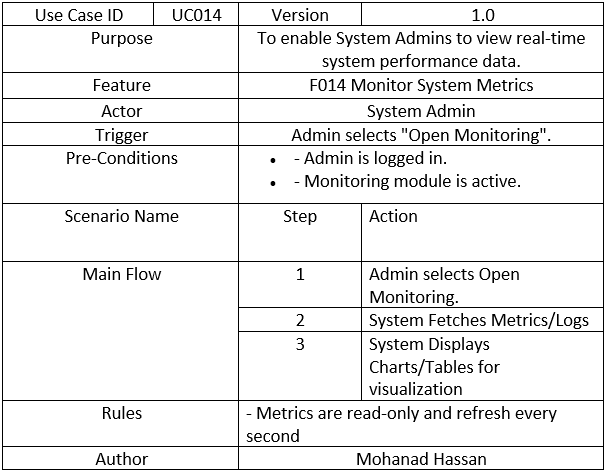 Use Case ID UC014 Version 1.0
Purpose To enable System Admins to view real-time
system performance data.
Feature F014 Monitor System Metrics
Actor System Admin
Trigger Admin selects "Open Monitoring".
Pre-Conditions • - Admin is logged in.
• - Monitoring module is active.
Scenario Name Step Action
Main Flow 1 Admin selects Open
Monitoring.
2 System Fetches Metrics/Logs
3 System Displays
Charts/Tables for
visualization
Rules - Metrics are read-only and refresh every
second
Author Mohanad Hassan